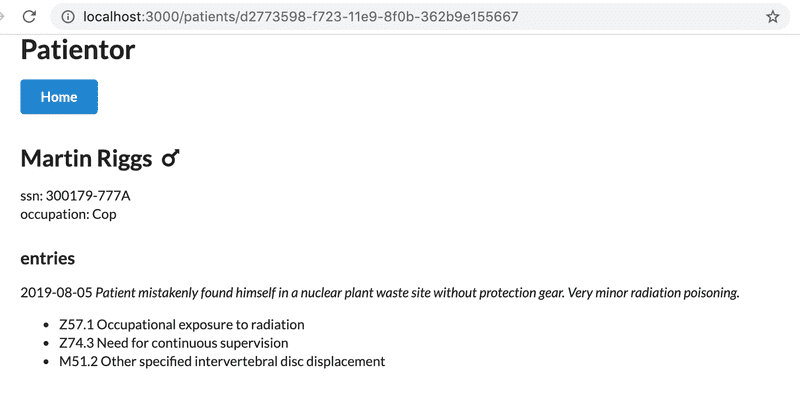 localhost:3000/patients/d2773598-f723-11e9-8f0b-362b9e155667
Patientor
Home
Martin Riggs ♂
ssn: 300179-777A
occupation: Cop
entries
2019-08-05 Patient mistakenly found himself in a nuclear plant waste site without protection gear. Very minor radiation poisoning.
• Z57.1 Occupational exposure to radiation
• Z74.3 Need for continuous supervision
• M51.2 Other specified intervertebral disc displacement